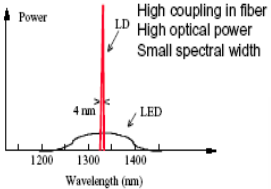 High coupling in fiber
High optical power
Small spectral width
Power
LD
4 nm
LED
1200 1300 1400
Wavelength (nm)